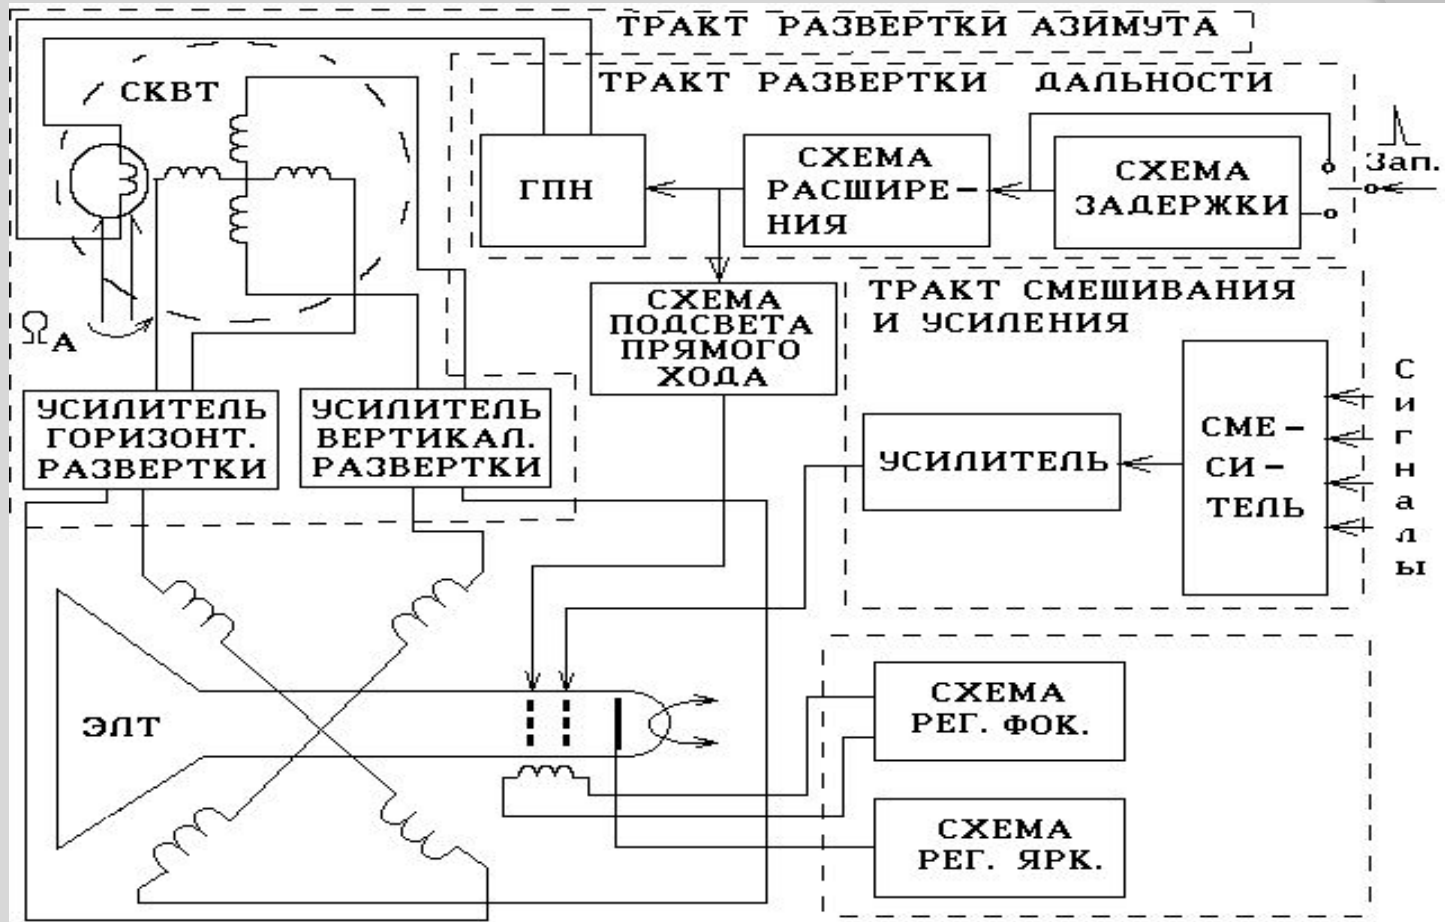 ТРАКТ РАЗВЕРТКИ АЗИМУТА
ТРАКТ РАЗВЕРТКИ ДАЛЬНОСТИ
СКВТ
ГПН
СХЕМА
РАСШИРЕ-
НИЯ
СХЕМА
ЗАДЕРЖКИ
Зап.
СХЕМА
ПОДСВЕТА
ПРЯМОГО
ХОДА
ТРАКТ СМЕШИВАНИЯ
И УСИЛЕНИЯ
ΩА
УСИЛИТЕЛЬ
ГОРИЗОНТ.
РАЗВЕРТКИ
УСИЛИТЕЛЬ
ВЕРТИКАЛ.
РАЗВЕРТКИ
УСИЛИТЕЛЬ
СМЕ-
СИ-
ТЕЛЬ
Сигналы
ЭЛТ
СХЕМА
РЕГ. ФОК.
СХЕМА
РЕГ. ЯРК.